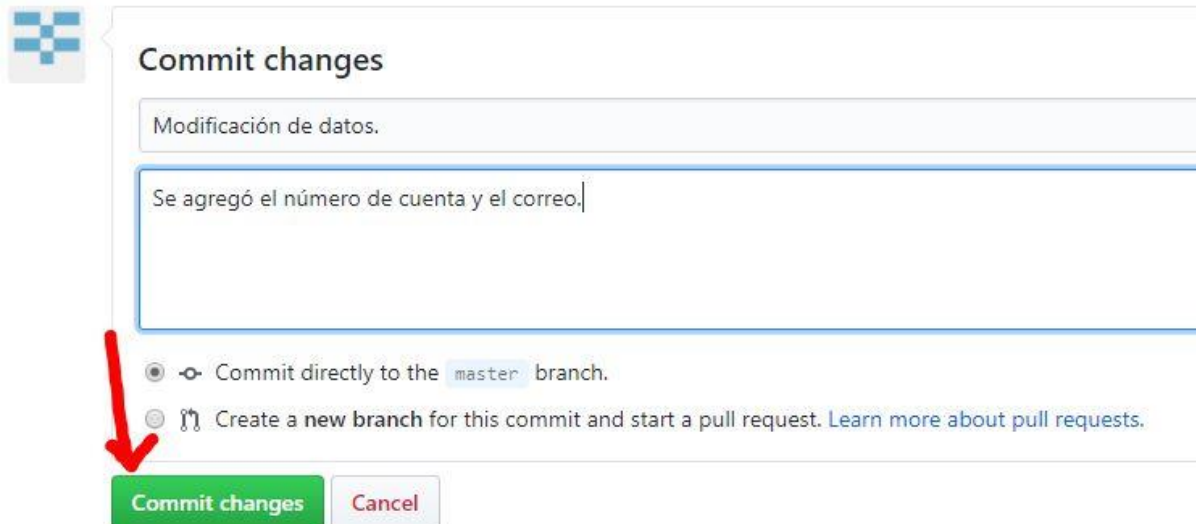 Commit changes
Modificación de datos.
Se agregó el número de cuenta y el correo.
Commit directly to the master branch.
Create a new branch for this commit and start a pull request. Learn more about pull requests.
Commit changes Cancel